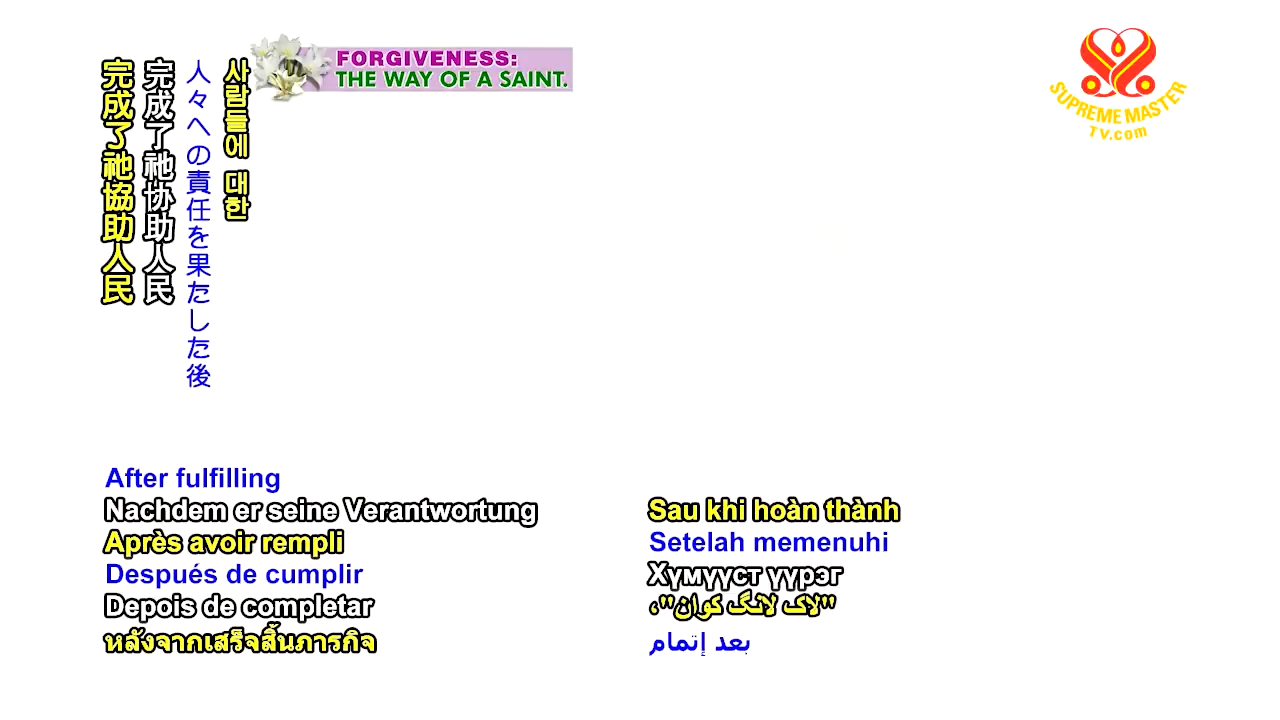 FORGIVENESS:
THE WAY OF A SAINT.
SUPREME MASTER
TV.com
사람들에 대한
人々への責任を果たした後
完成了祂协助人民
完成了祂協助人民
After fulfilling
Nachdem er seine Verantwortung
Après avoir rempli
Después de cumplir
Depois de completar
หลังจากเสร็จสิ้นภารกิจ
Sau khi hoàn thành
Setelah memenuhi
Хүмүүст үүрэг
"لاک لانگ کوان"،
بعد إتمام